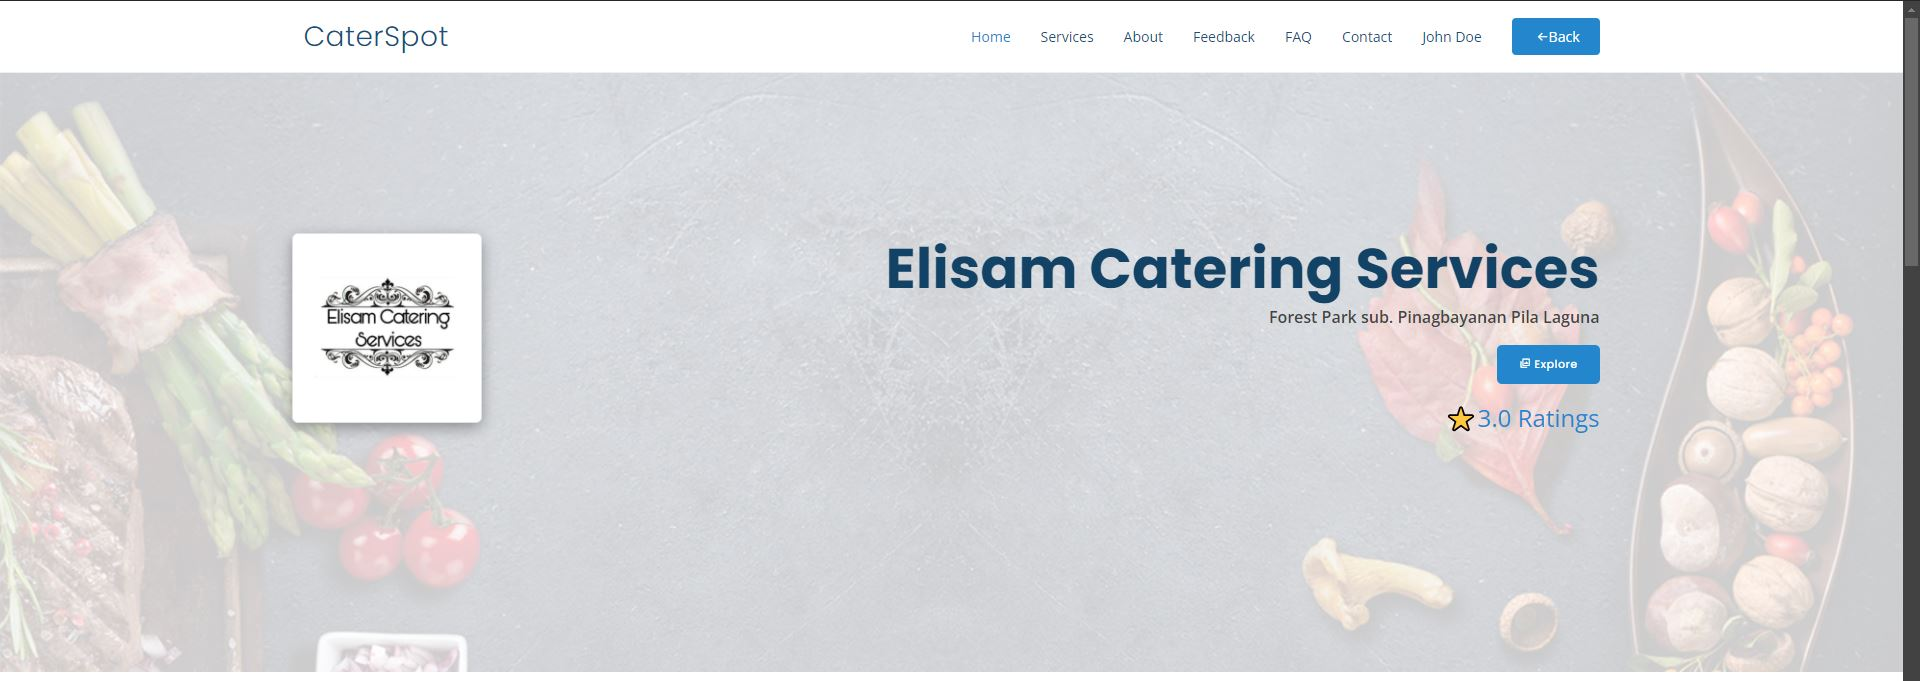 CaterSpot
Home Services About Feedback FAQ Contact John Doe ←Back
Elisam Catering
Services
Elisam Catering Services
Forest Park sub. Pinagbayanan Pila Laguna
Explore
3.0 Ratings